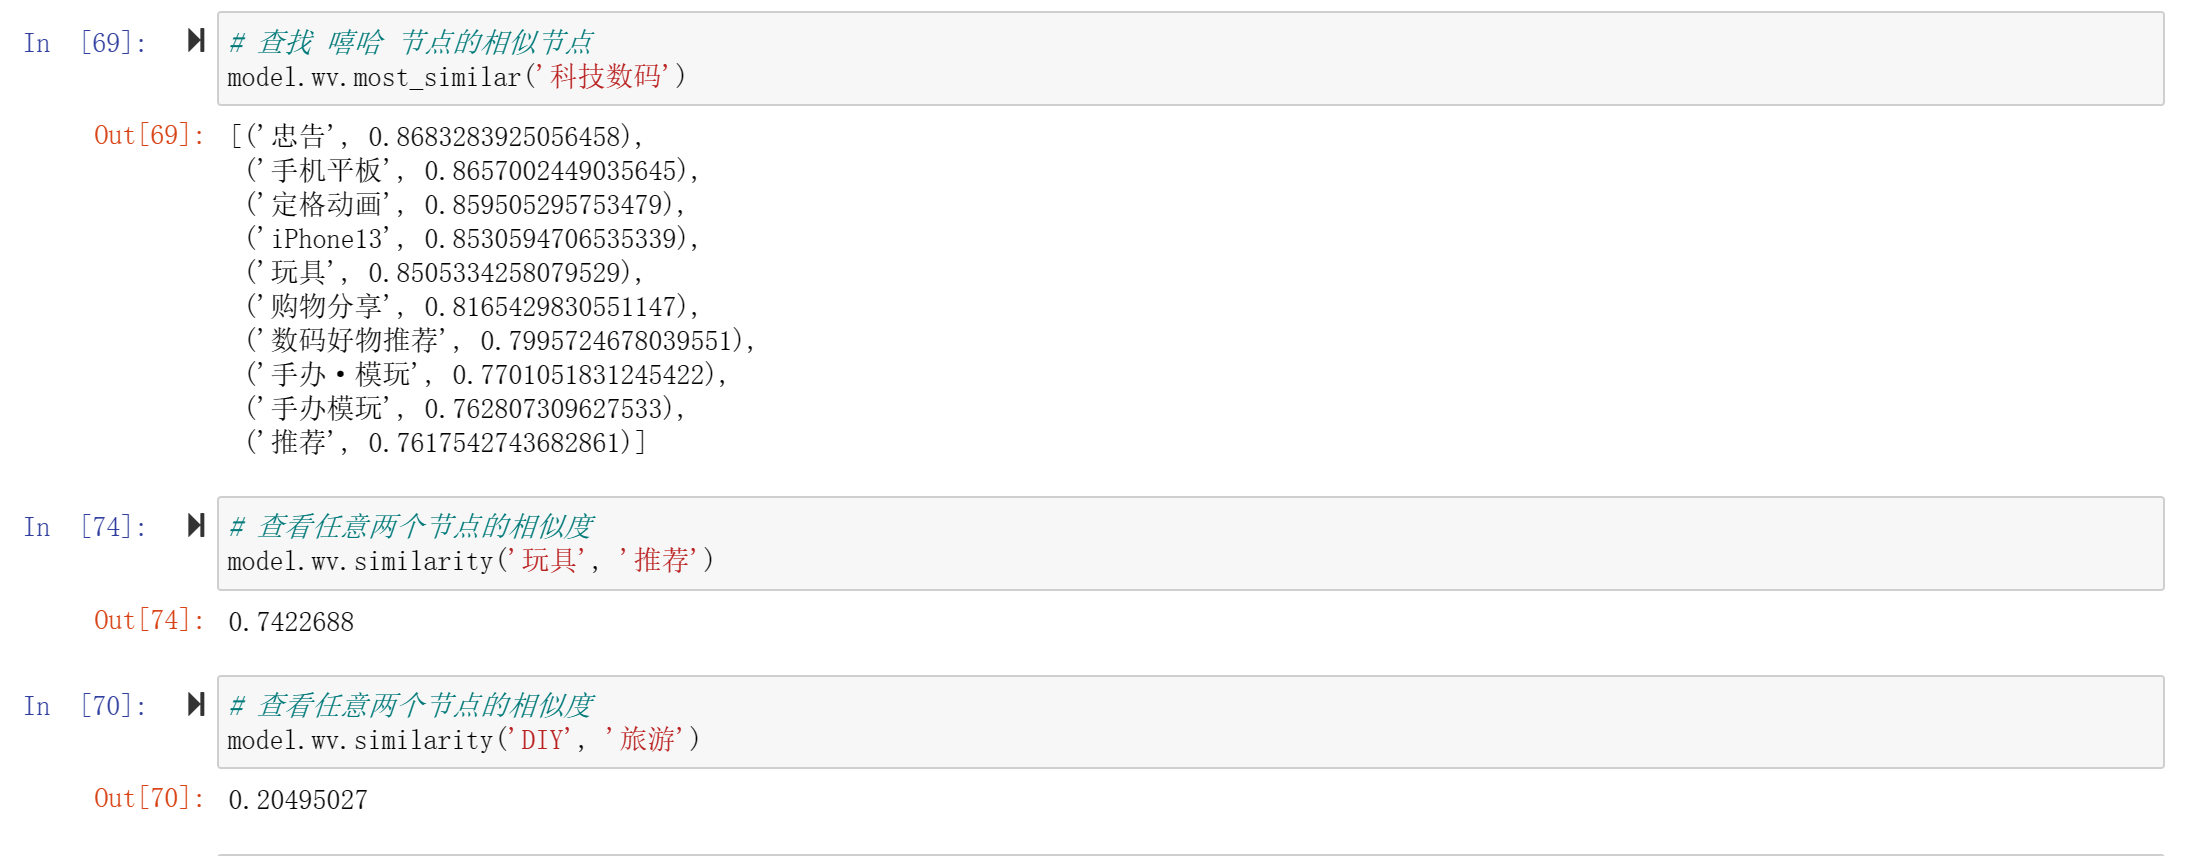 In [69]: # 查找 嘻哈 节点的相似节点
model.wv.most_similar('科技数码')
Out[69]: [('忠告', 0.8683283925056458),
('手机平板', 0.8657002449035645),
('定格动画', 0.859505295753479),
('iPhone13', 0.8530594706535339),
('玩具', 0.8505334258079529),
('购物分享', 0.8165429830551147),
('数码好物推荐', 0.7995724678039551),
('手办·模玩', 0.7701051831245422),
('手办模玩', 0.762807309627533),
('推荐', 0.7617542743682861)]
In [74]: # 查看任意两个节点的相似度
model.wv.similarity('玩具', '推荐')
Out[74]: 0.7422688
In [70]: # 查看任意两个节点的相似度
model.wv.similarity('DIY', '旅游')
Out[70]: 0.20495027